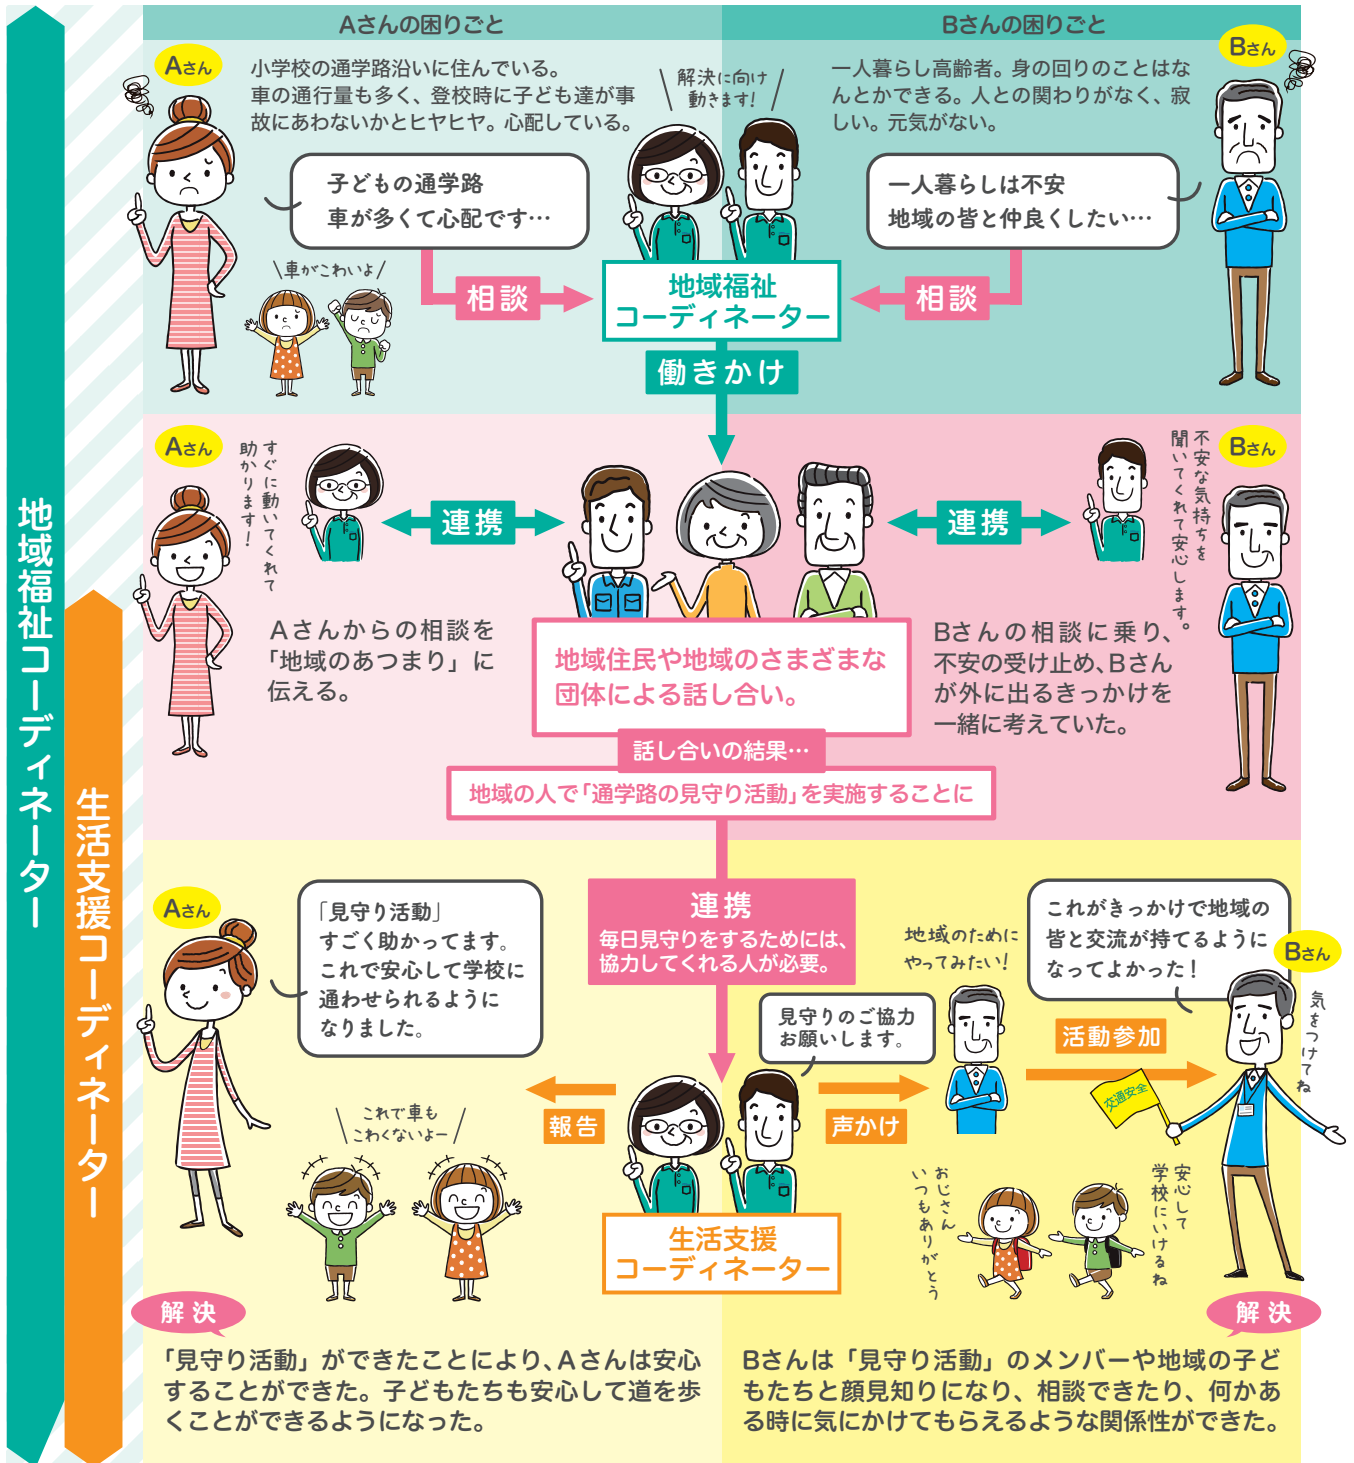 Aさんの困りごと
Bさんの困りごと
Aさん
小学校の通学路沿いに住んでいる。
車の通行量も多く、登校時に子ども達が事
故にあわないかとヒヤヒヤ。心配している。
解決に向け
動きます!
一人暮らし高齢者。身の回りのことはな
んとかできる。人との関わりがなく、寂
しい。元気がない。
Bさん
子どもの通学路
車が多くて心配です…
一人暮らしは不安
地域の皆と仲良くしたい…
車がこわいよ
相談
地域福祉
コーディネーター
相談
働きかけ
Aさん
すぐに動いてくれて
助かります!
連携
連携
不安な気持ちを
聞いてくれて安心します。
Bさん
Aさんからの相談を
「地域のあつまり」に
伝える。
地域住民や地域のさまざまな
団体による話し合い。
Bさんの相談に乗り、
不安の受け止め、Bさん
が外に出るきっかけを
一緒に考えていた。
話し合いの結果…
地域の人で「通学路の見守り活動」を実施することに
地域福祉コーディネーター
生活支援コーディネーター
Aさん
「見守り活動」
すごく助かってます。
これで安心して学校に
通わせられるように
なりました。
連携
毎日見守りをするためには、
協力してくれる人が必要。
地域のために
やってみたい!
これがきっかけで地域の
皆と交流が持てるように
なってよかった!
Bさん
気をつけてね
見守りのご協力
お願いします。
活動参加
交通安全
報告
声かけ
これで車も
こわくないよー
おじさん
いつもありがとう
安心して
学校にいけるね
生活支援
コーディネーター
解決
「見守り活動」ができたことにより、Aさんは安心
することができた。子どもたちも安心して道を歩
くことができるようになった。
解決
Bさんは「見守り活動」のメンバーや地域の子ど
もたちと顔見知りになり、相談できたり、何かあ
る時に気にかけてもらえるような関係性ができた。